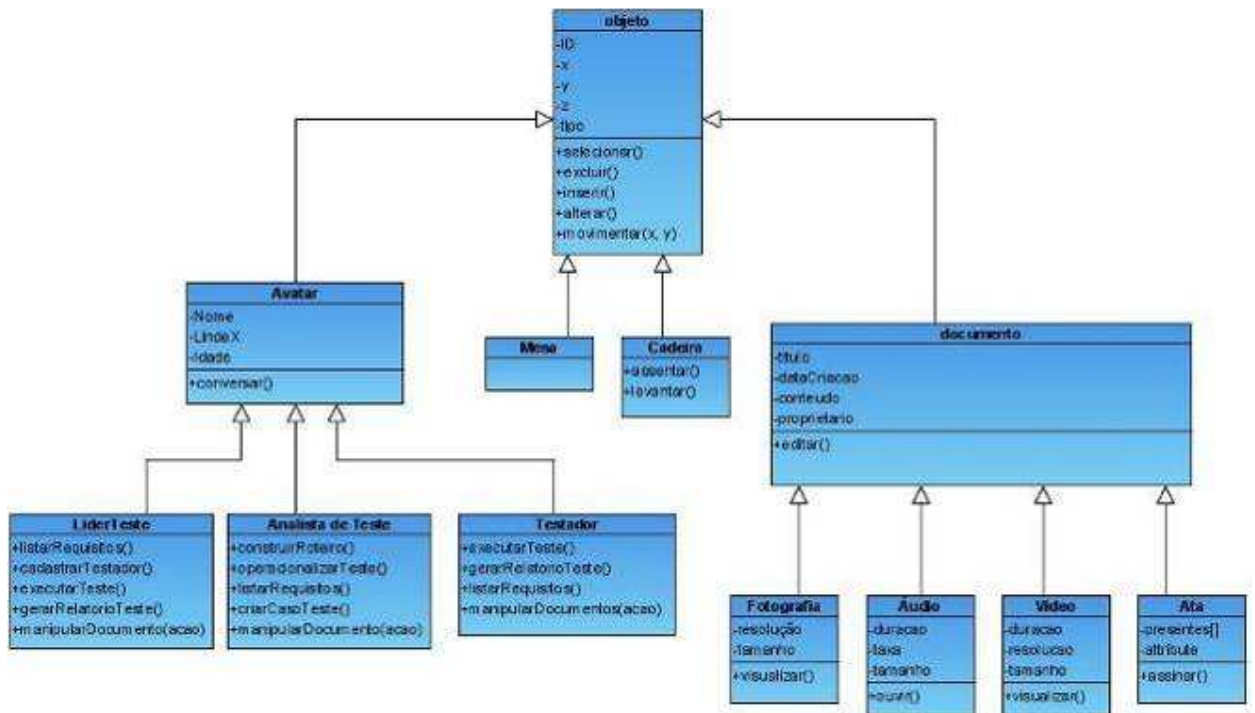 objeto
-ID
-x
-y
-z
-tipo
+selecionar()
+excluir()
+inserir()
+alterar()
+movimentar(x, y)
Avatar
-Nome
-LindeX
-Idade
+conversar()
Mesa
Cadeira
+assentar()
+levantar()
documento
-titulo
-dataCriacao
-conteudo
-proprietario
+editar()
LiderTeste
+listarRequisitos()
+cadastrarTestador()
+executarTeste()
+gerarRelatorioTeste()
+manipularDocumento(acao)
Analista de Teste
+construirRoteiro()
+operacionalizarTeste()
+listarRequisitos()
+criarCasoTeste()
+manipularDocumento(acao)
Testador
+executarTeste()
+gerarRelatorioTeste()
+listarRequisitos()
+manipularDocumentos(acao)
Fotografia
-resolução
-tamanho
+visualizar()
Áudio
-duracao
-taxa
-tamanho
+ouvir()
Video
-duracao
-resolucao
-tamanho
+visualizar()
Ata
-presentes[]
-attribute
+assinar()